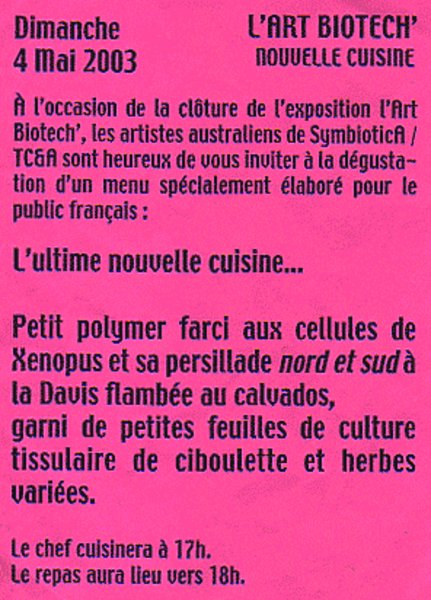 Dimanche L'ART BIOTECH'
4 Mai 2003 NOUVELLE CUISINE
À l'occasion de la clôture de l'exposition l'Art
Biotech', les artistes australiens de SymbioticA /
TC&A sont heureux de vous inviter à la dégusta-
tion d'un menu spécialement élaboré pour le
public français :
L'ultime nouvelle cuisine...
Petit polymer farci aux cellules de
Xenopus et sa persillade nord et sud à
la Davis flambée au calvados,
garni de petites feuilles de culture
tissulaire de ciboulette et herbes
variées.
Le chef cuisinera à 17h.
Le repas aura lieu vers 18h.